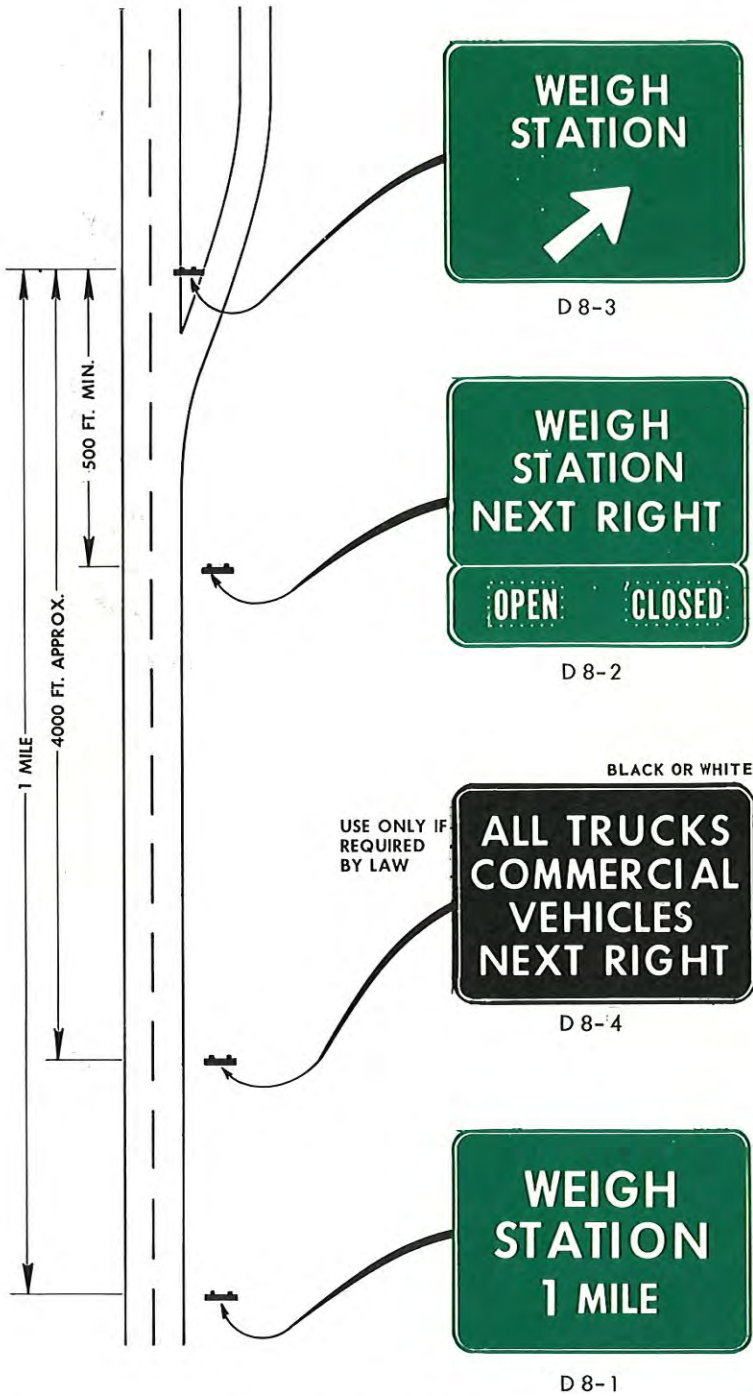 WEIGH
STATION
D 8-3
500 FT. MIN.
4000 FT. APPROX.
1 MILE
WEIGH
STATION
NEXT RIGHT
OPEN CLOSED
D 8-2
BLACK OR WHITE
USE ONLY IF
REQUIRED
BY LAW
ALL TRUCKS
COMMERCIAL
VEHICLES
NEXT RIGHT
D 8-4
WEIGH
STATION
1 MILE
D 8-1